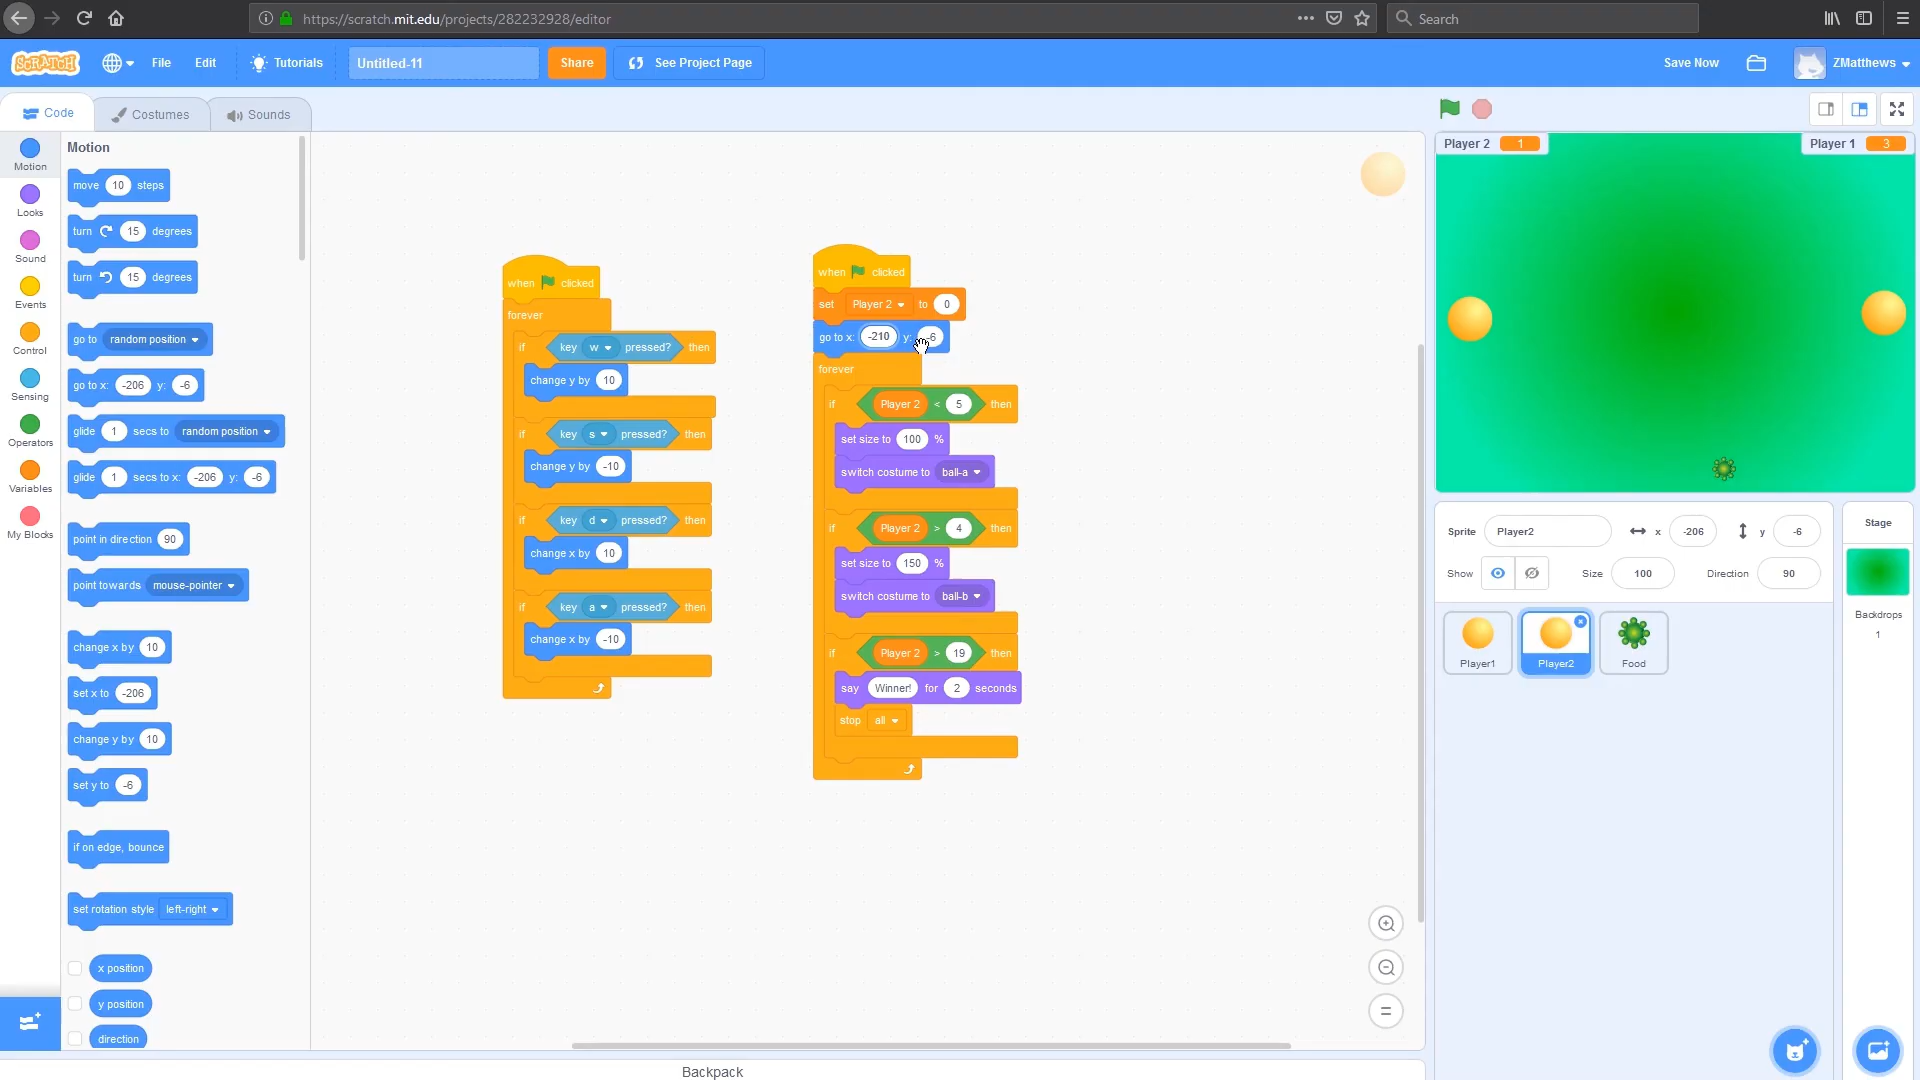 https://scratch.mit.edu/projects/282232928/editor
Search
SCRATCH
File
Edit
Tutorials
Untitled-11
Share
See Project Page
Save Now
ZMatthews
Code
Costumes
Sounds
Motion
Looks
Sound
Events
Control
Sensing
Operators
Variables
My Blocks
Motion
move 10 steps
turn 15 degrees
turn 15 degrees
go to random position
go to x: -206 y: -6
glide 1 secs to random position
glide 1 secs to x: -206 y: -6
point in direction 90
point towards mouse-pointer
change x by 10
set x to -206
change y by 10
set y to -6
if on edge, bounce
set rotation style left-right
x position
y position
direction
when clicked
forever
if key w pressed? then
change y by 10
if key s pressed? then
change y by -10
if key d pressed? then
change x by 10
if key a pressed? then
change x by -10
when clicked
set Player 2 to 0
go to x: -210 y: -6
forever
if Player 2 < 5 then
set size to 100 %
switch costume to ball-a
if Player 2 > 4 then
set size to 150 %
switch costume to ball-b
if Player 2 > 19 then
say Winner! for 2 seconds
stop all
Player 2 1
Player 1 3
Sprite Player2 x -206 y -6
Show Size 100 Direction 90
Player1
Player2
Food
Stage
Backdrops
1
Backpack